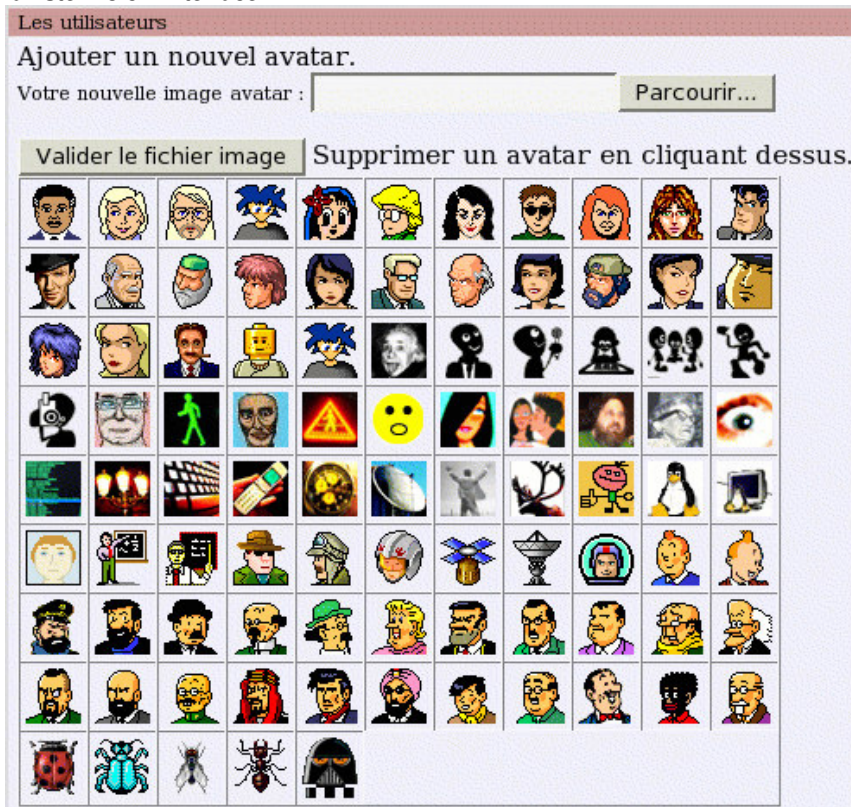 Les utilisateurs
Ajouter un nouvel avatar.
Votre nouvelle image avatar : Parcourir...
Valider le fichier image Supprimer un avatar en cliquant dessus.